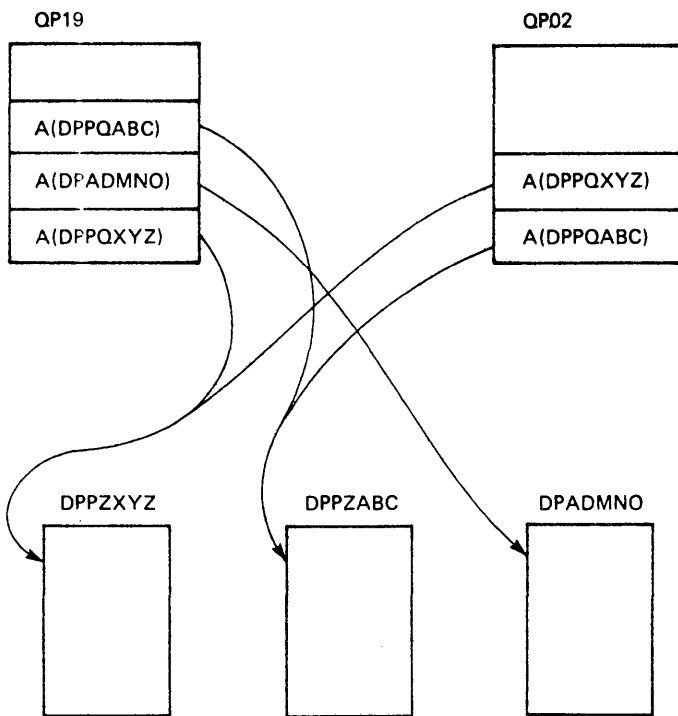 QP19
QP02
A(DPPQABC)
A(DPADMNO)
A(DPPQXYZ)
A(DPPQXYZ)
A(DPPQABC)
DPPZXYZ
DPPZABC
DPADMNO